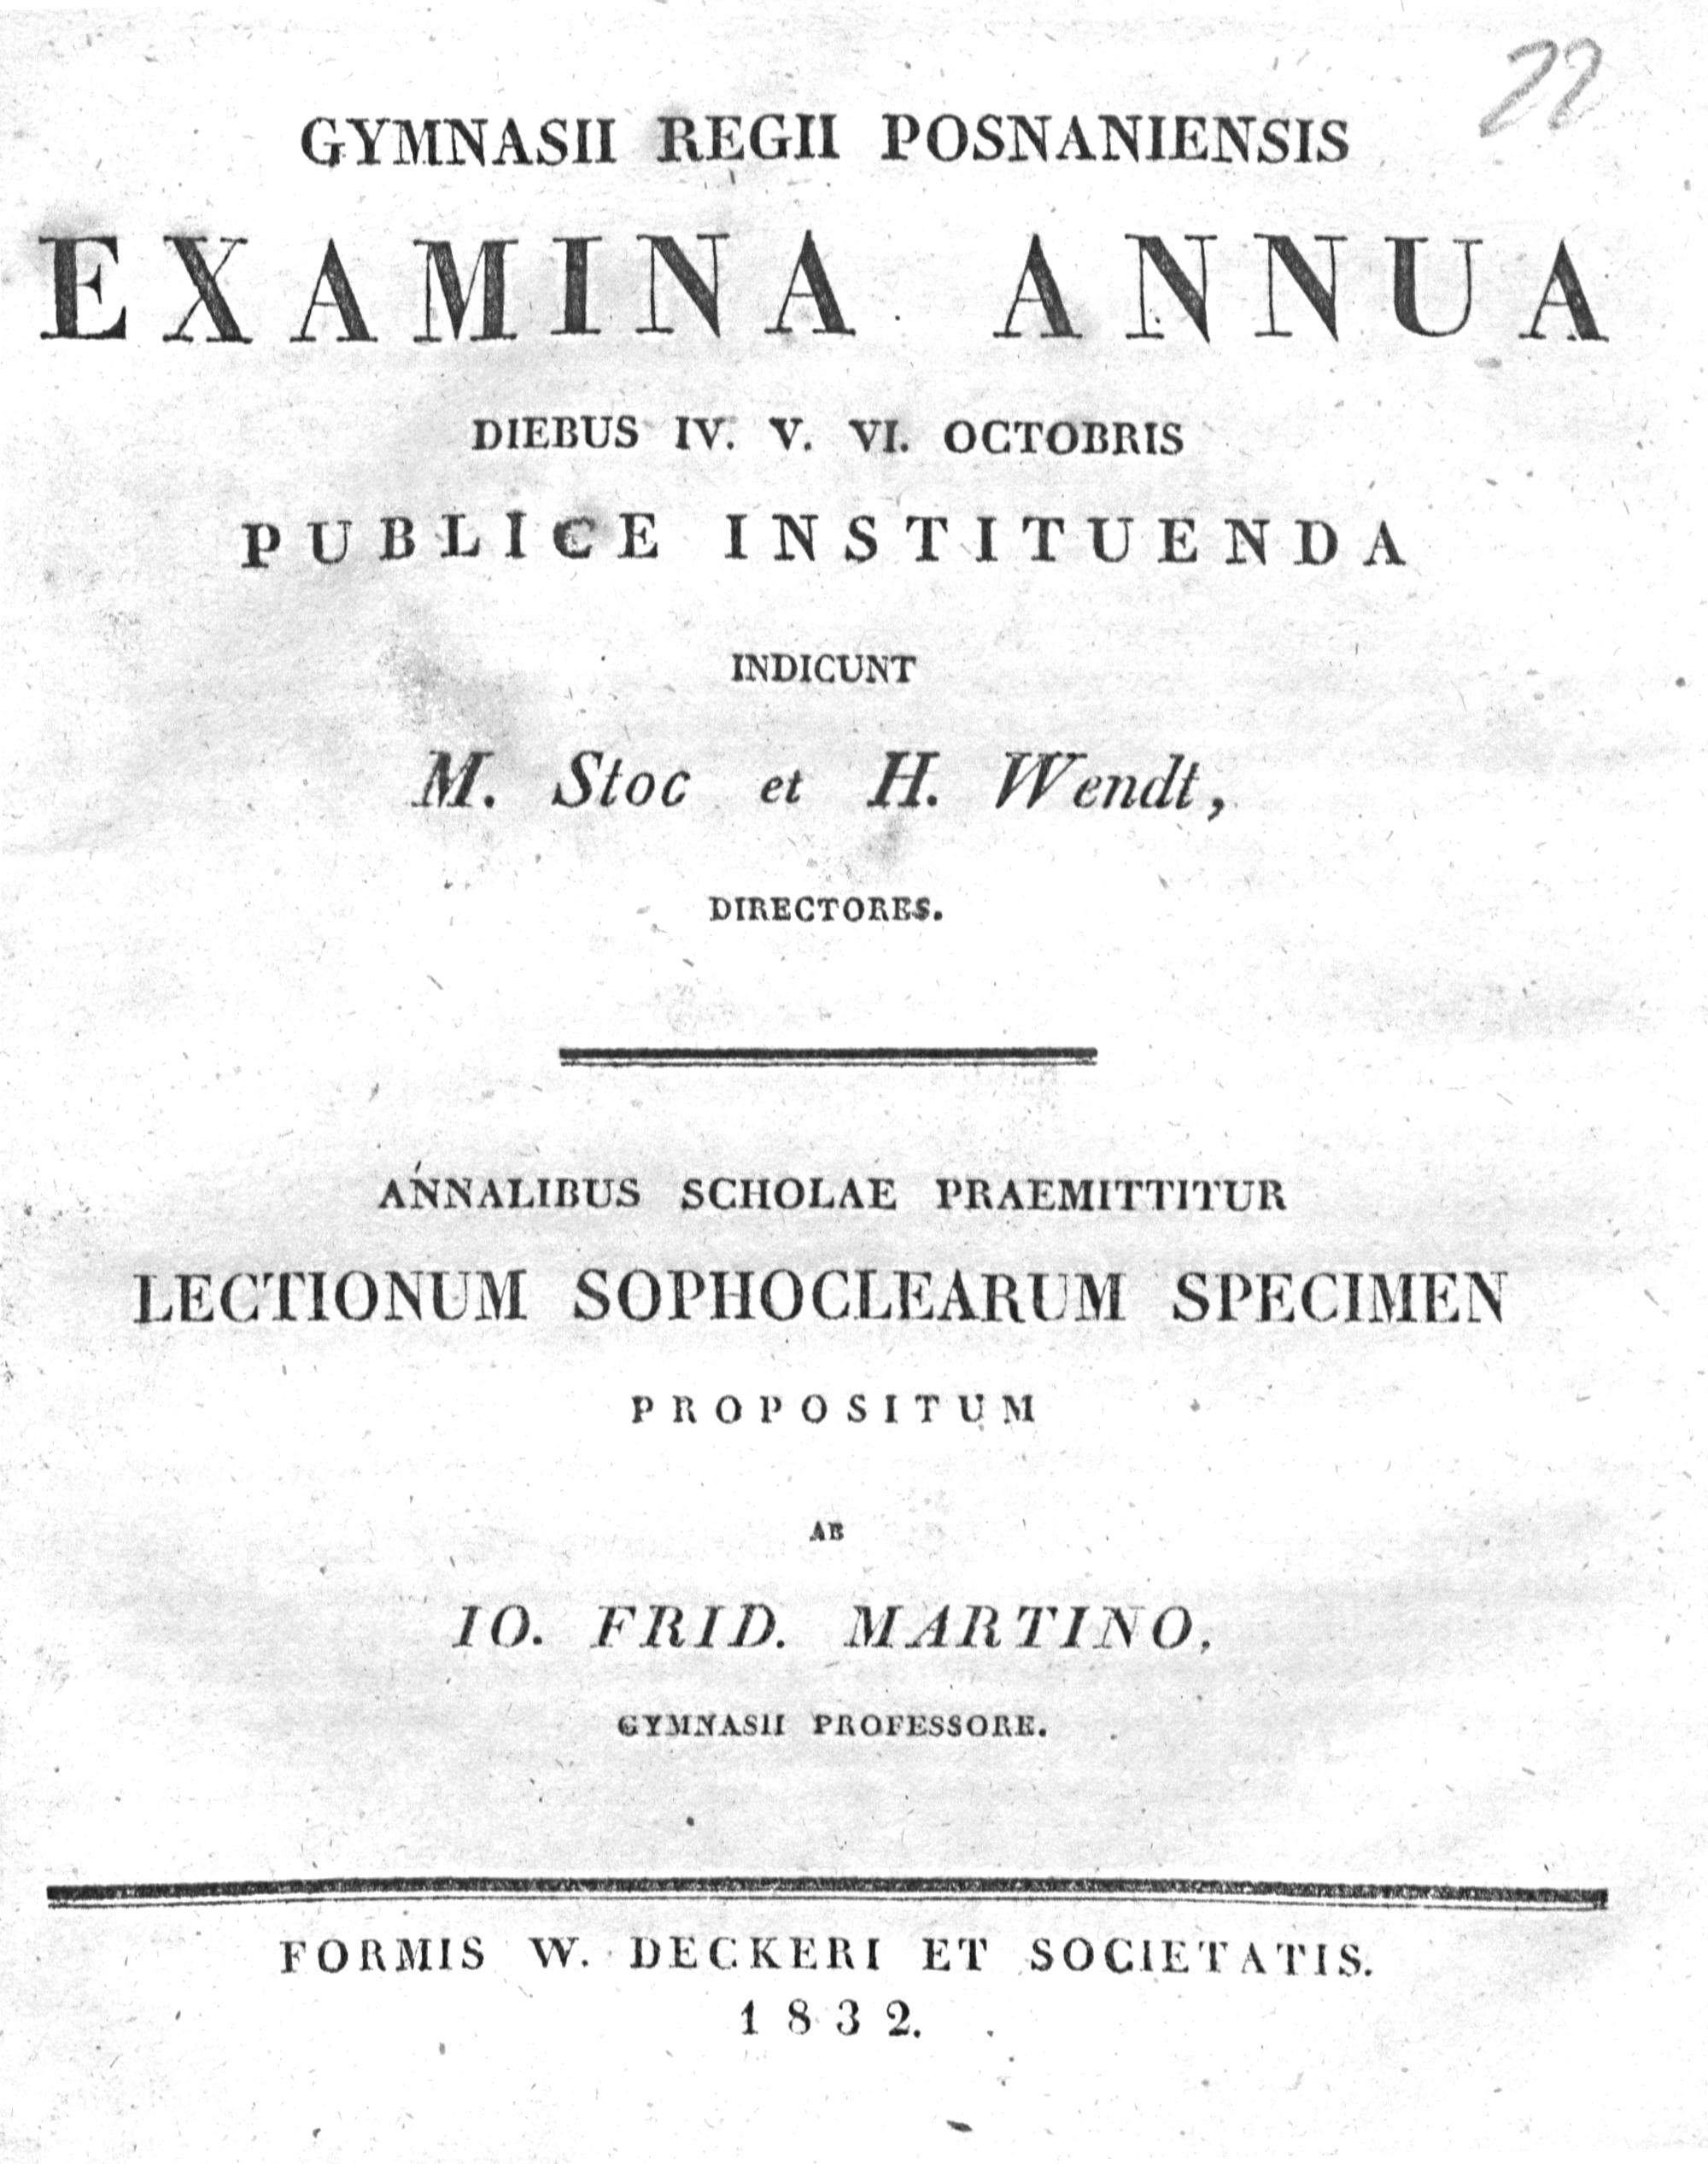 22
GYMNASII REGII POSNANIENSIS
EXAMINA ANNUA
DIEBUS IV. V. VI. OCTOBRIS
PUBLICE INSTITUENDA
INDICUNT
M. Stoc et H. Wendt,
DIRECTORES.
ANNALIBUS SCHOLAE PRAEMITTITUR
LECTIONUM SOPHOCLEARUM SPECIMEN
PROPOSITUM
AB
IO. FRID. MARTINO,
GYMNASII PROFESSORE.
FORMIS W. DECKERI ET SOCIETATIS.
1832.